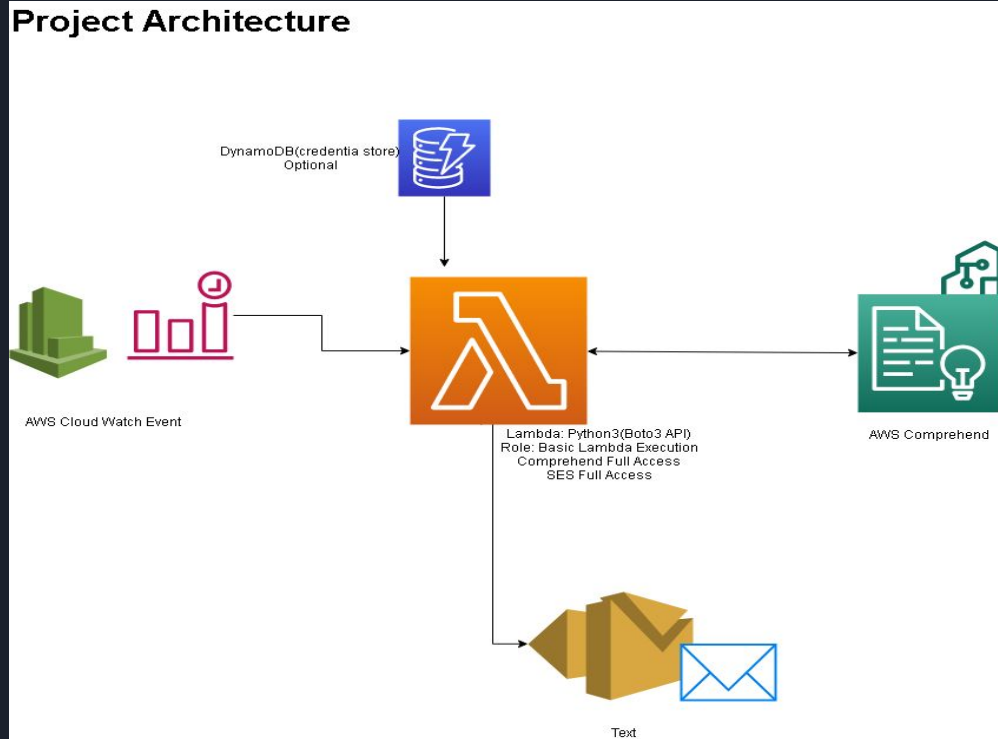 Project Architecture
DynamoDB(credentia store)
Optional
AWS Cloud Watch Event
Lambda: Python3(Boto3 API)
Role: Basic Lambda Execution
Comprehend Full Access
SES Full Access
AWS Comprehend
Text